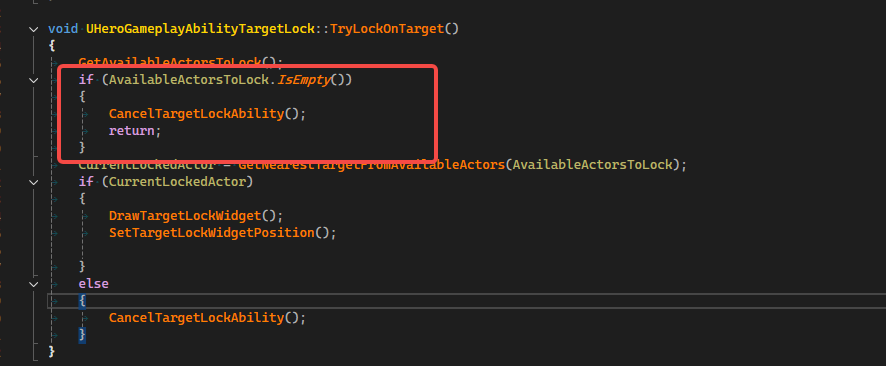 void UHeroGameplayAbilityTargetLock::TryLockOnTarget()
{
GetAvailableActorsToLock();
if (AvailableActorsToLock.IsEmpty())
{
CancelTargetLockAbility();
return;
}
CurrentLockedActor = GetNearestTargetFromAvailableActors(AvailableActorsToLock);
if (CurrentLockedActor)
{
DrawTargetLockWidget();
SetTargetLockWidgetPosition();
}
else
{
CancelTargetLockAbility();
}
}